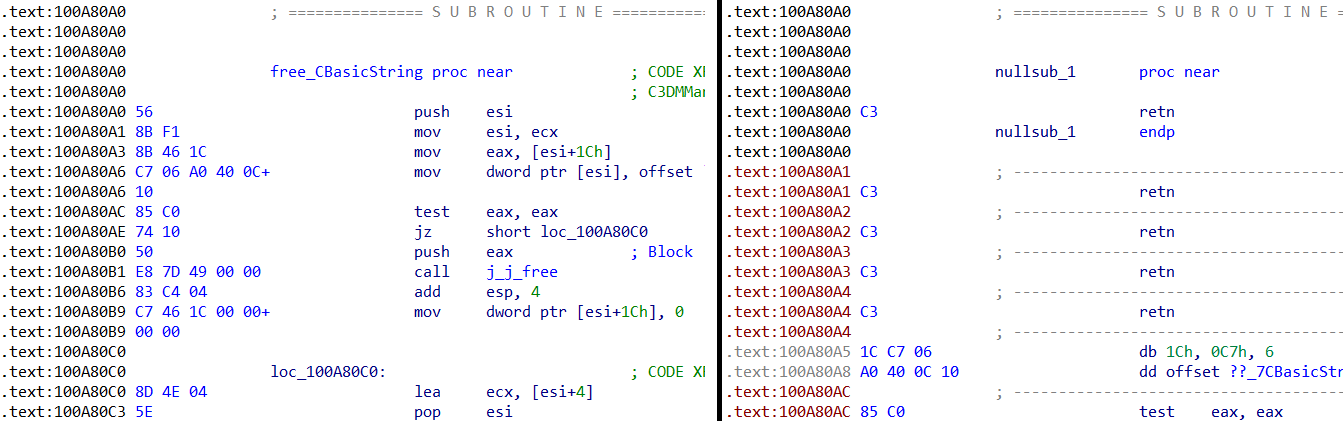 .text:100A80A0 ; =============== S U B R O U T I N E ===========
.text:100A80A0
.text:100A80A0
.text:100A80A0 free_CBasicString proc near ; CODE
.text:100A80A0 ;
.text:100A80A0 56 push esi
.text:100A80A1 8B F1 mov esi, ecx
.text:100A80A3 8B 46 1C mov eax, [esi+1Ch]
.text:100A80A6 C7 06 A0 40 0C+ mov dword ptr [esi], offset
.text:100A80A6 10
.text:100A80AC 85 C0 test eax, eax
.text:100A80AE 74 10 jz short loc_100A80C0
.text:100A80B0 50 push eax ; Block
.text:100A80B1 E8 7D 49 00 00 call j_j_free
.text:100A80B6 83 C4 04 add esp, 4
.text:100A80B9 C7 46 1C 00 00+ mov dword ptr [esi+1Ch], 0
.text:100A80B9 00 00
.text:100A80C0
.text:100A80C0 loc_100A80C0: ; CODE
.text:100A80C0 8D 4E 04 lea ecx, [esi+4]
.text:100A80C3 5E pop esi
.text:100A80A0 ; =============== S U B R O U T I N E =
.text:100A80A0
.text:100A80A0
.text:100A80A0 nullsub_1 proc near
.text:100A80A0
.text:100A80A0 C3 retn
.text:100A80A0 nullsub_1 endp
.text:100A80A0
.text:100A80A1 ; -----------------------------------
.text:100A80A1 C3 retn
.text:100A80A2 ; -----------------------------------
.text:100A80A2 C3 retn
.text:100A80A3 ; -----------------------------------
.text:100A80A3 C3 retn
.text:100A80A4 ; -----------------------------------
.text:100A80A4 C3 retn
.text:100A80A4 ; -----------------------------------
.text:100A80A5 1C C7 06 db 1Ch, 0C7h, 6
.text:100A80A8 A0 40 0C 10 dd offset ??_7CBasicStr
.text:100A80AC ; -----------------------------------
.text:100A80AC 85 C0 test eax, eax